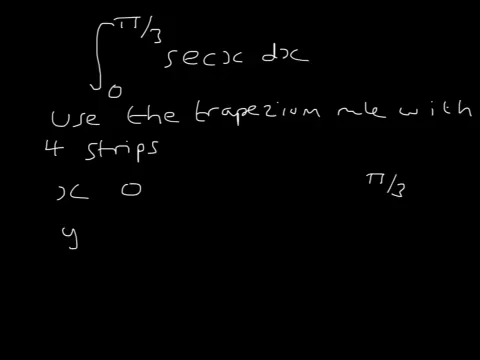 ∫₀^π/3 secx dx
Use the trapezium rule with
4 strips
x 0 π/3
y